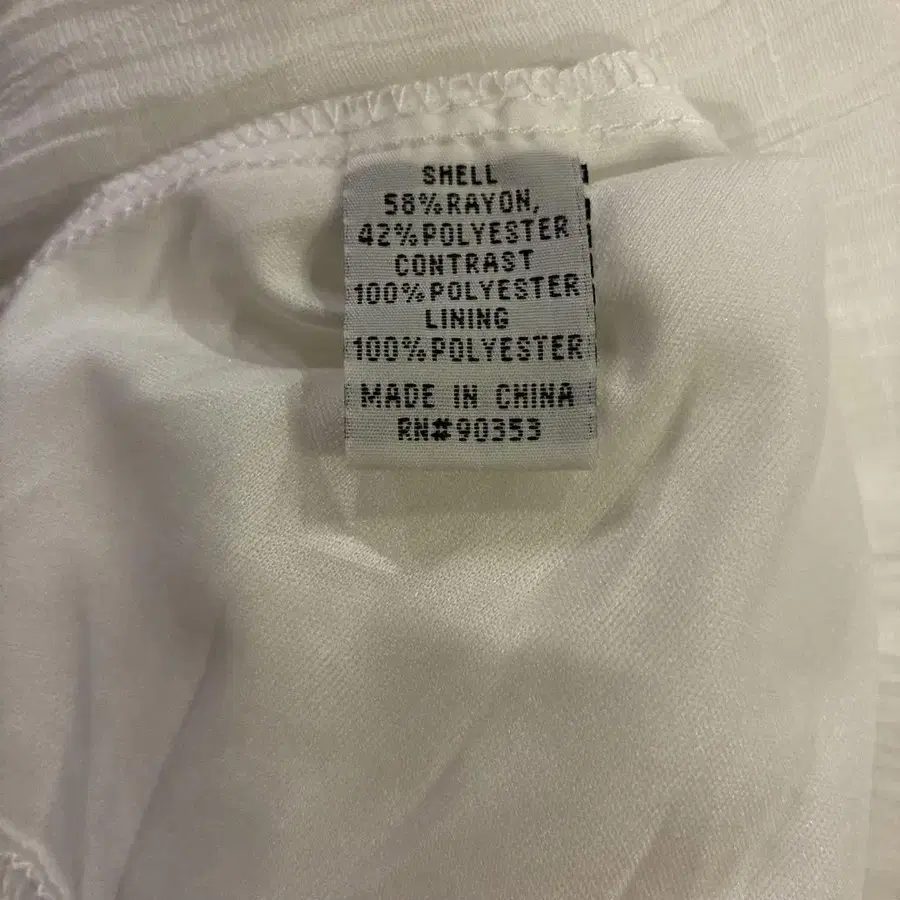 SHELL
58%RAYON,
42%POLYESTER
CONTRAST
100%POLYESTER
LINING
100%POLYESTER
MADE IN CHINA
RN#90353